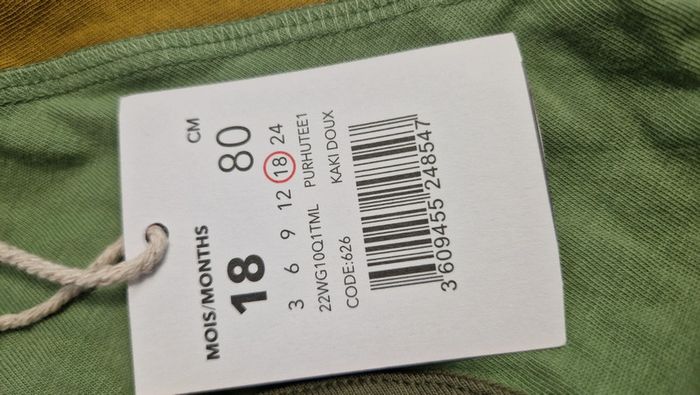 MOIS/MONTHS CM
18 80
3 6 9 12 18 24
22WG10Q1TML PURHUTEE1
CODE:626 KAKI DOUX
3 609455 248547